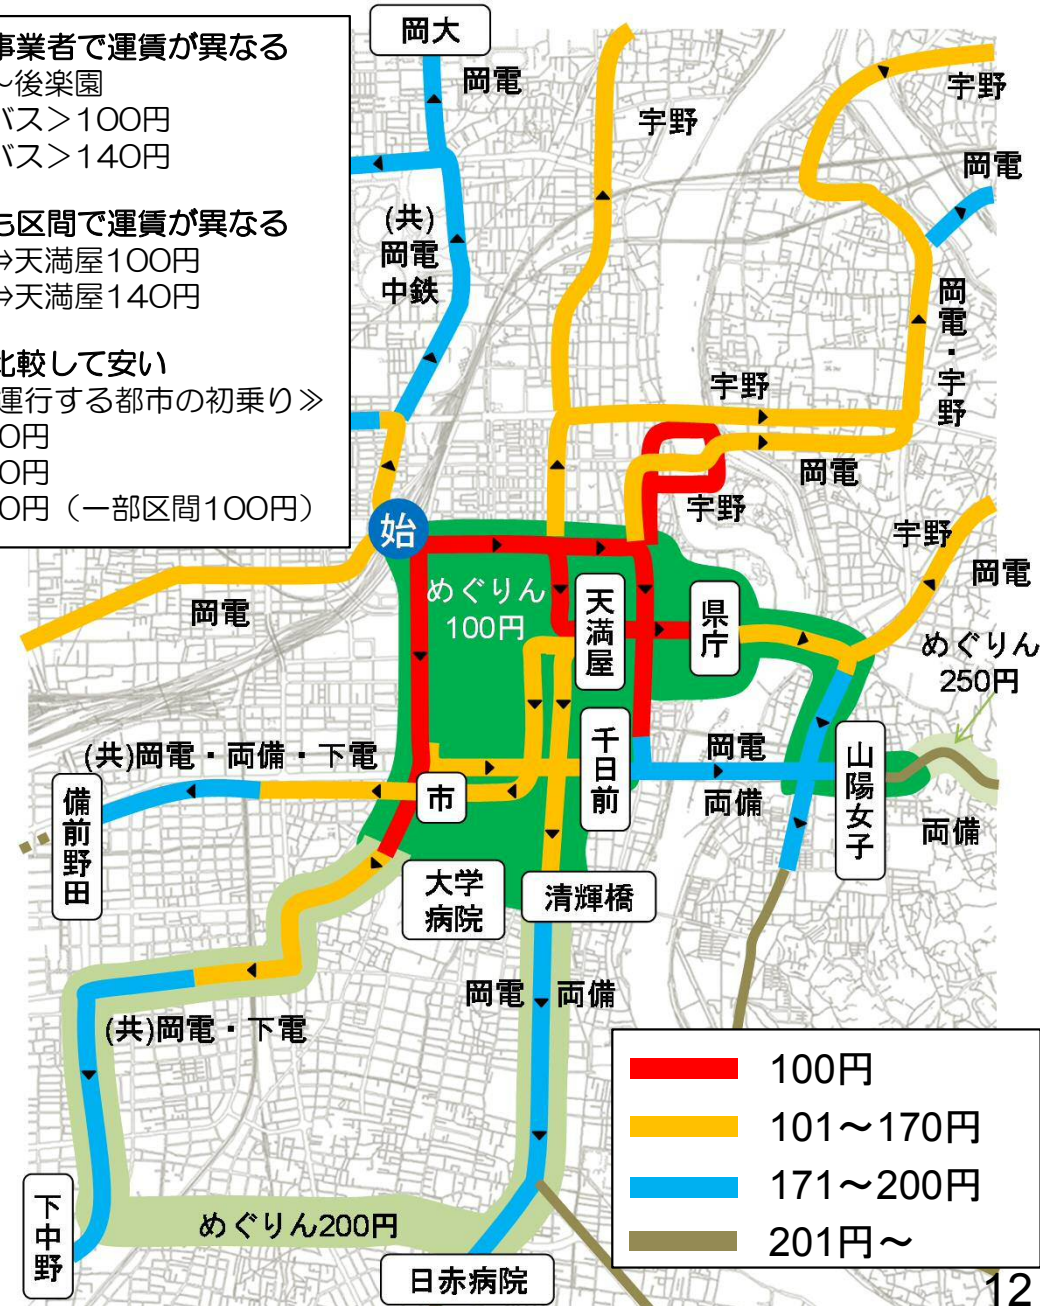 事業者で運賃が異なる
～後楽園
バス＞100円
バス＞140円
区間で運賃が異なる
⇔天満屋100円
⇔天満屋140円
比較して安い
運行する都市の初乗り≫
0円
0円
0円（一部区間100円）
岡大
岡電
宇野
宇野
岡電
(共)
岡電
中鉄
岡電・宇野
宇野
岡電
宇野
始
宇野
岡電
めぐりん
100円
天満屋
県庁
岡電
めぐりん
250円
(共)岡電・両備・下電
千日前
岡電
両備
山陽女子
両備
備前野田
市
大学
病院
清輝橋
岡電
両備
(共)岡電・下電
下中野
めぐりん200円
日赤病院
100円
101～170円
171～200円
201円～
12